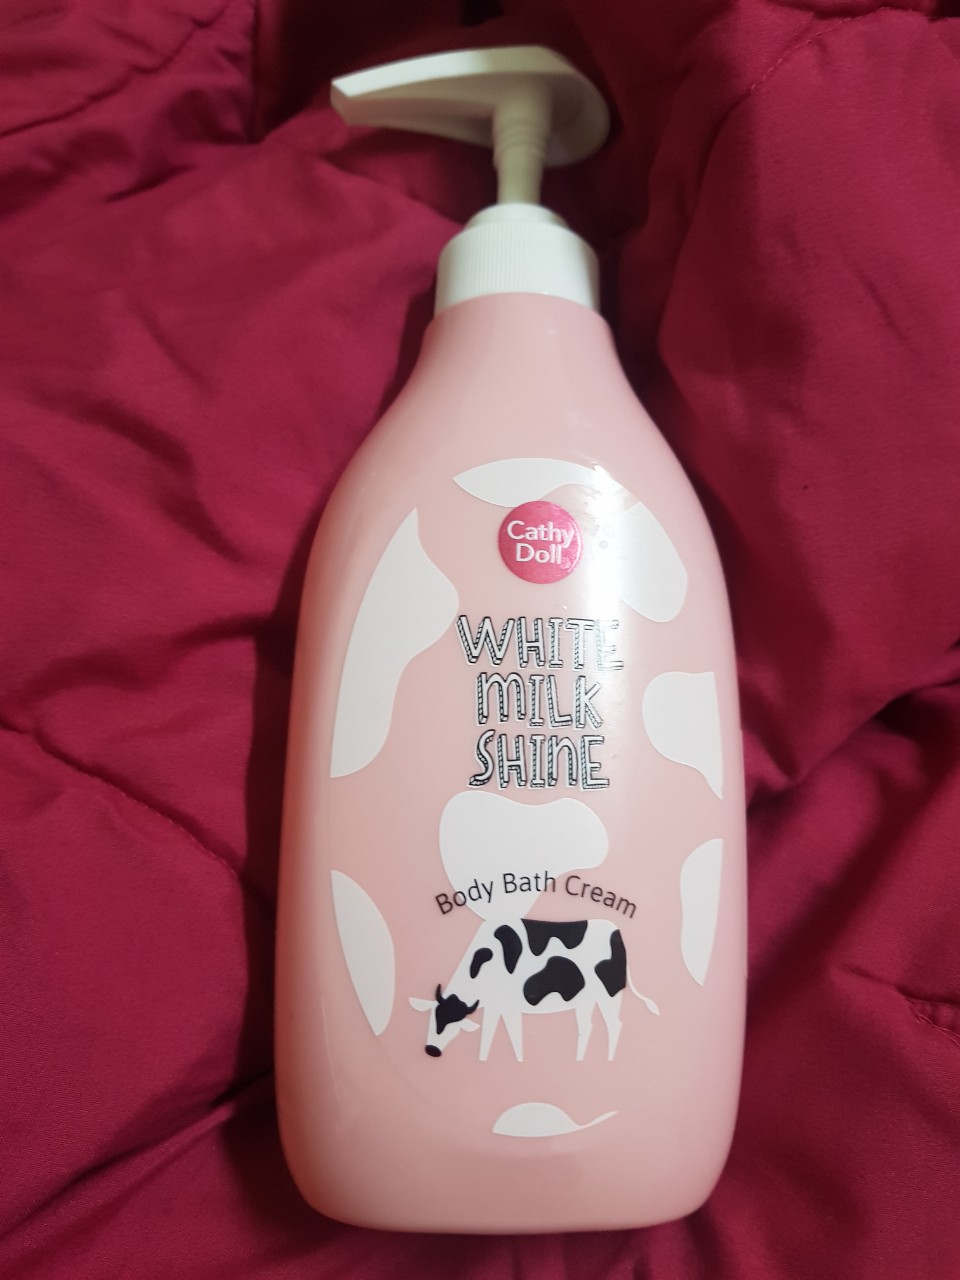 Cathy
Doll
WHITE
MILK
SHINE
Body Bath Cream